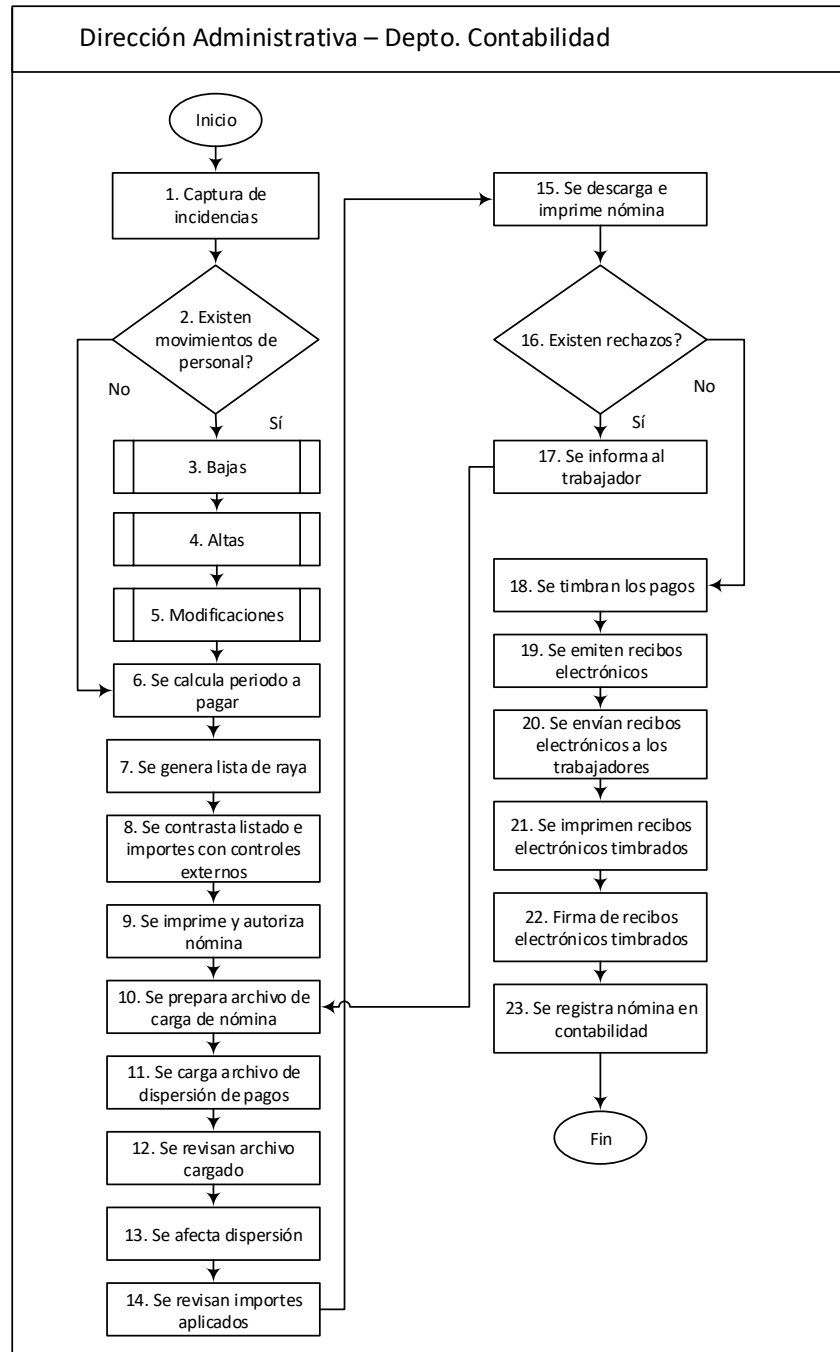 Dirección Administrativa – Depto. Contabilidad
Inicio
1. Captura de
incidencias
2. Existen
movimientos de
personal?
No
Sí
3. Bajas
4. Altas
5. Modificaciones
6. Se calcula periodo a
pagar
7. Se genera lista de raya
8. Se contrasta listado e
importes con controles
externos
9. Se imprime y autoriza
nómina
10. Se prepara archivo de
carga de nómina
11. Se carga archivo de
dispersión de pagos
12. Se revisan archivo
cargado
13. Se afecta dispersión
14. Se revisan importes
aplicados
15. Se descarga e
imprime nómina
16. Existen rechazos?
No
Sí
17. Se informa al
trabajador
18. Se timbran los pagos
19. Se emiten recibos
electrónicos
20. Se envían recibos
electrónicos a los
trabajadores
21. Se imprimen recibos
electrónicos timbrados
22. Firma de recibos
electrónicos timbrados
23. Se registra nómina en
contabilidad
Fin